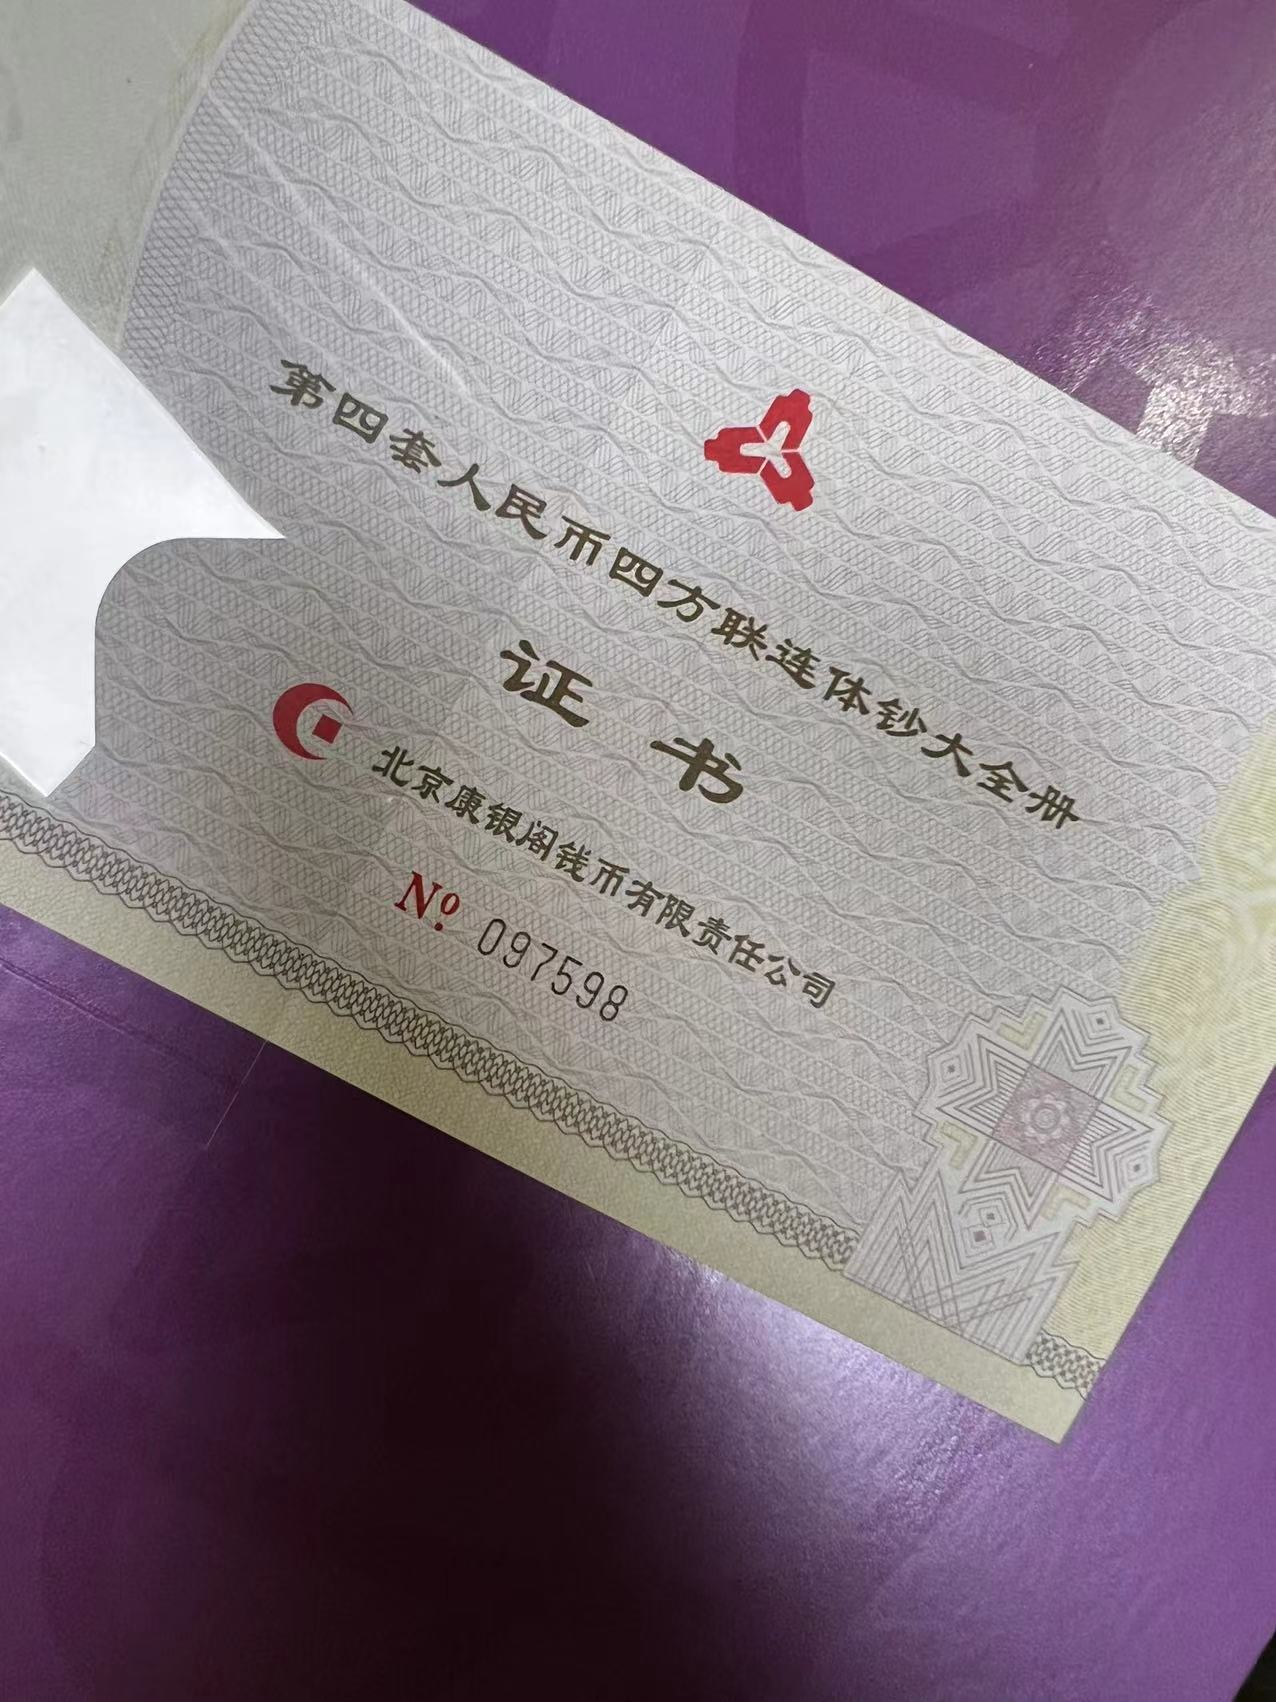 第四套人民币四方联连体钞大全册
证书
北京康银阁钱币有限责任公司
Nº 097598